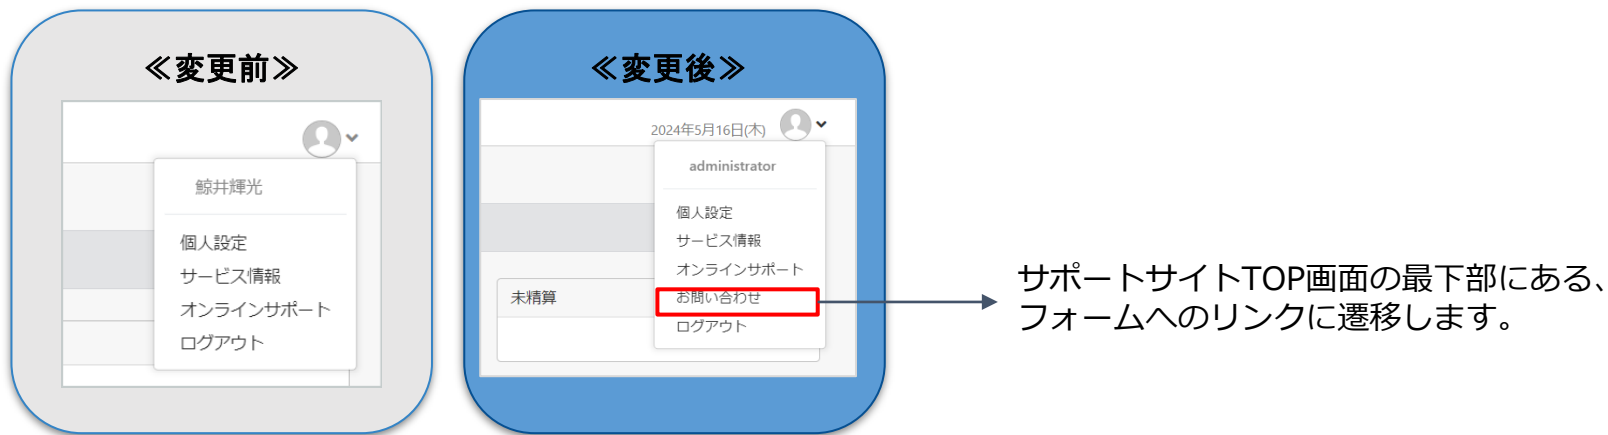 ≪変更前≫
鯨井輝光
個人設定
サービス情報
オンラインサポート
ログアウト
≪変更後≫
2024年5月16日(木)
administrator
個人設定
サービス情報
オンラインサポート
未精算
お問い合わせ
ログアウト
サポートサイトTOP画面の最下部にある、
フォームへのリンクに遷移します。